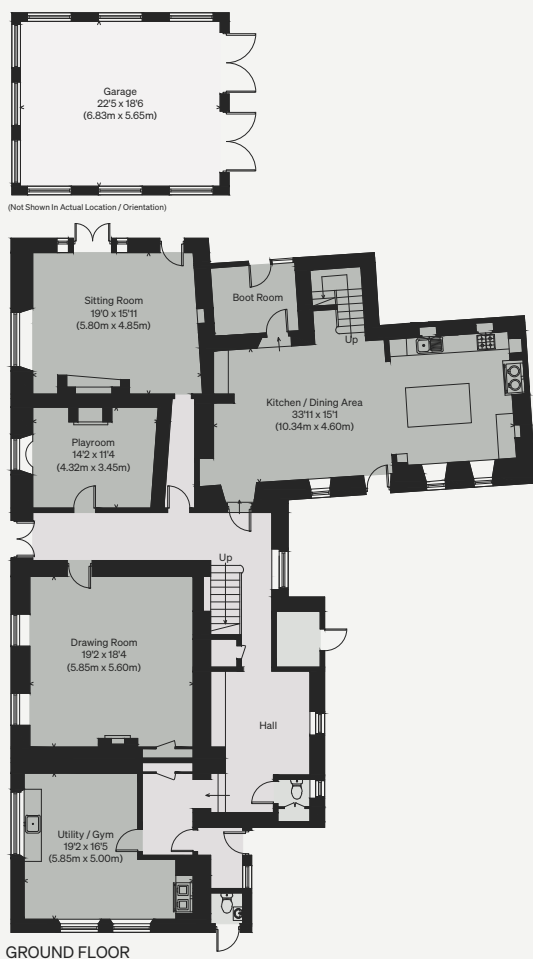 Garage
22'5 x 18'6
(6.83m x 5.65m)
(Not Shown In Actual Location / Orientation)
Sitting Room
19'0 x 15'11
(5.80m x 4.85m)
Boot Room
Up
Kitchen / Dining Area
33'11 x 15'1
(10.34m x 4.60m)
Playroom
14'2 x 11'4
(4.32m x 3.45m)
Up
Drawing Room
19'2 x 18'4
(5.85m x 5.60m)
Hall
Utility / Gym
19'2 x 16'5
(5.85m x 5.00m)
GROUND FLOOR